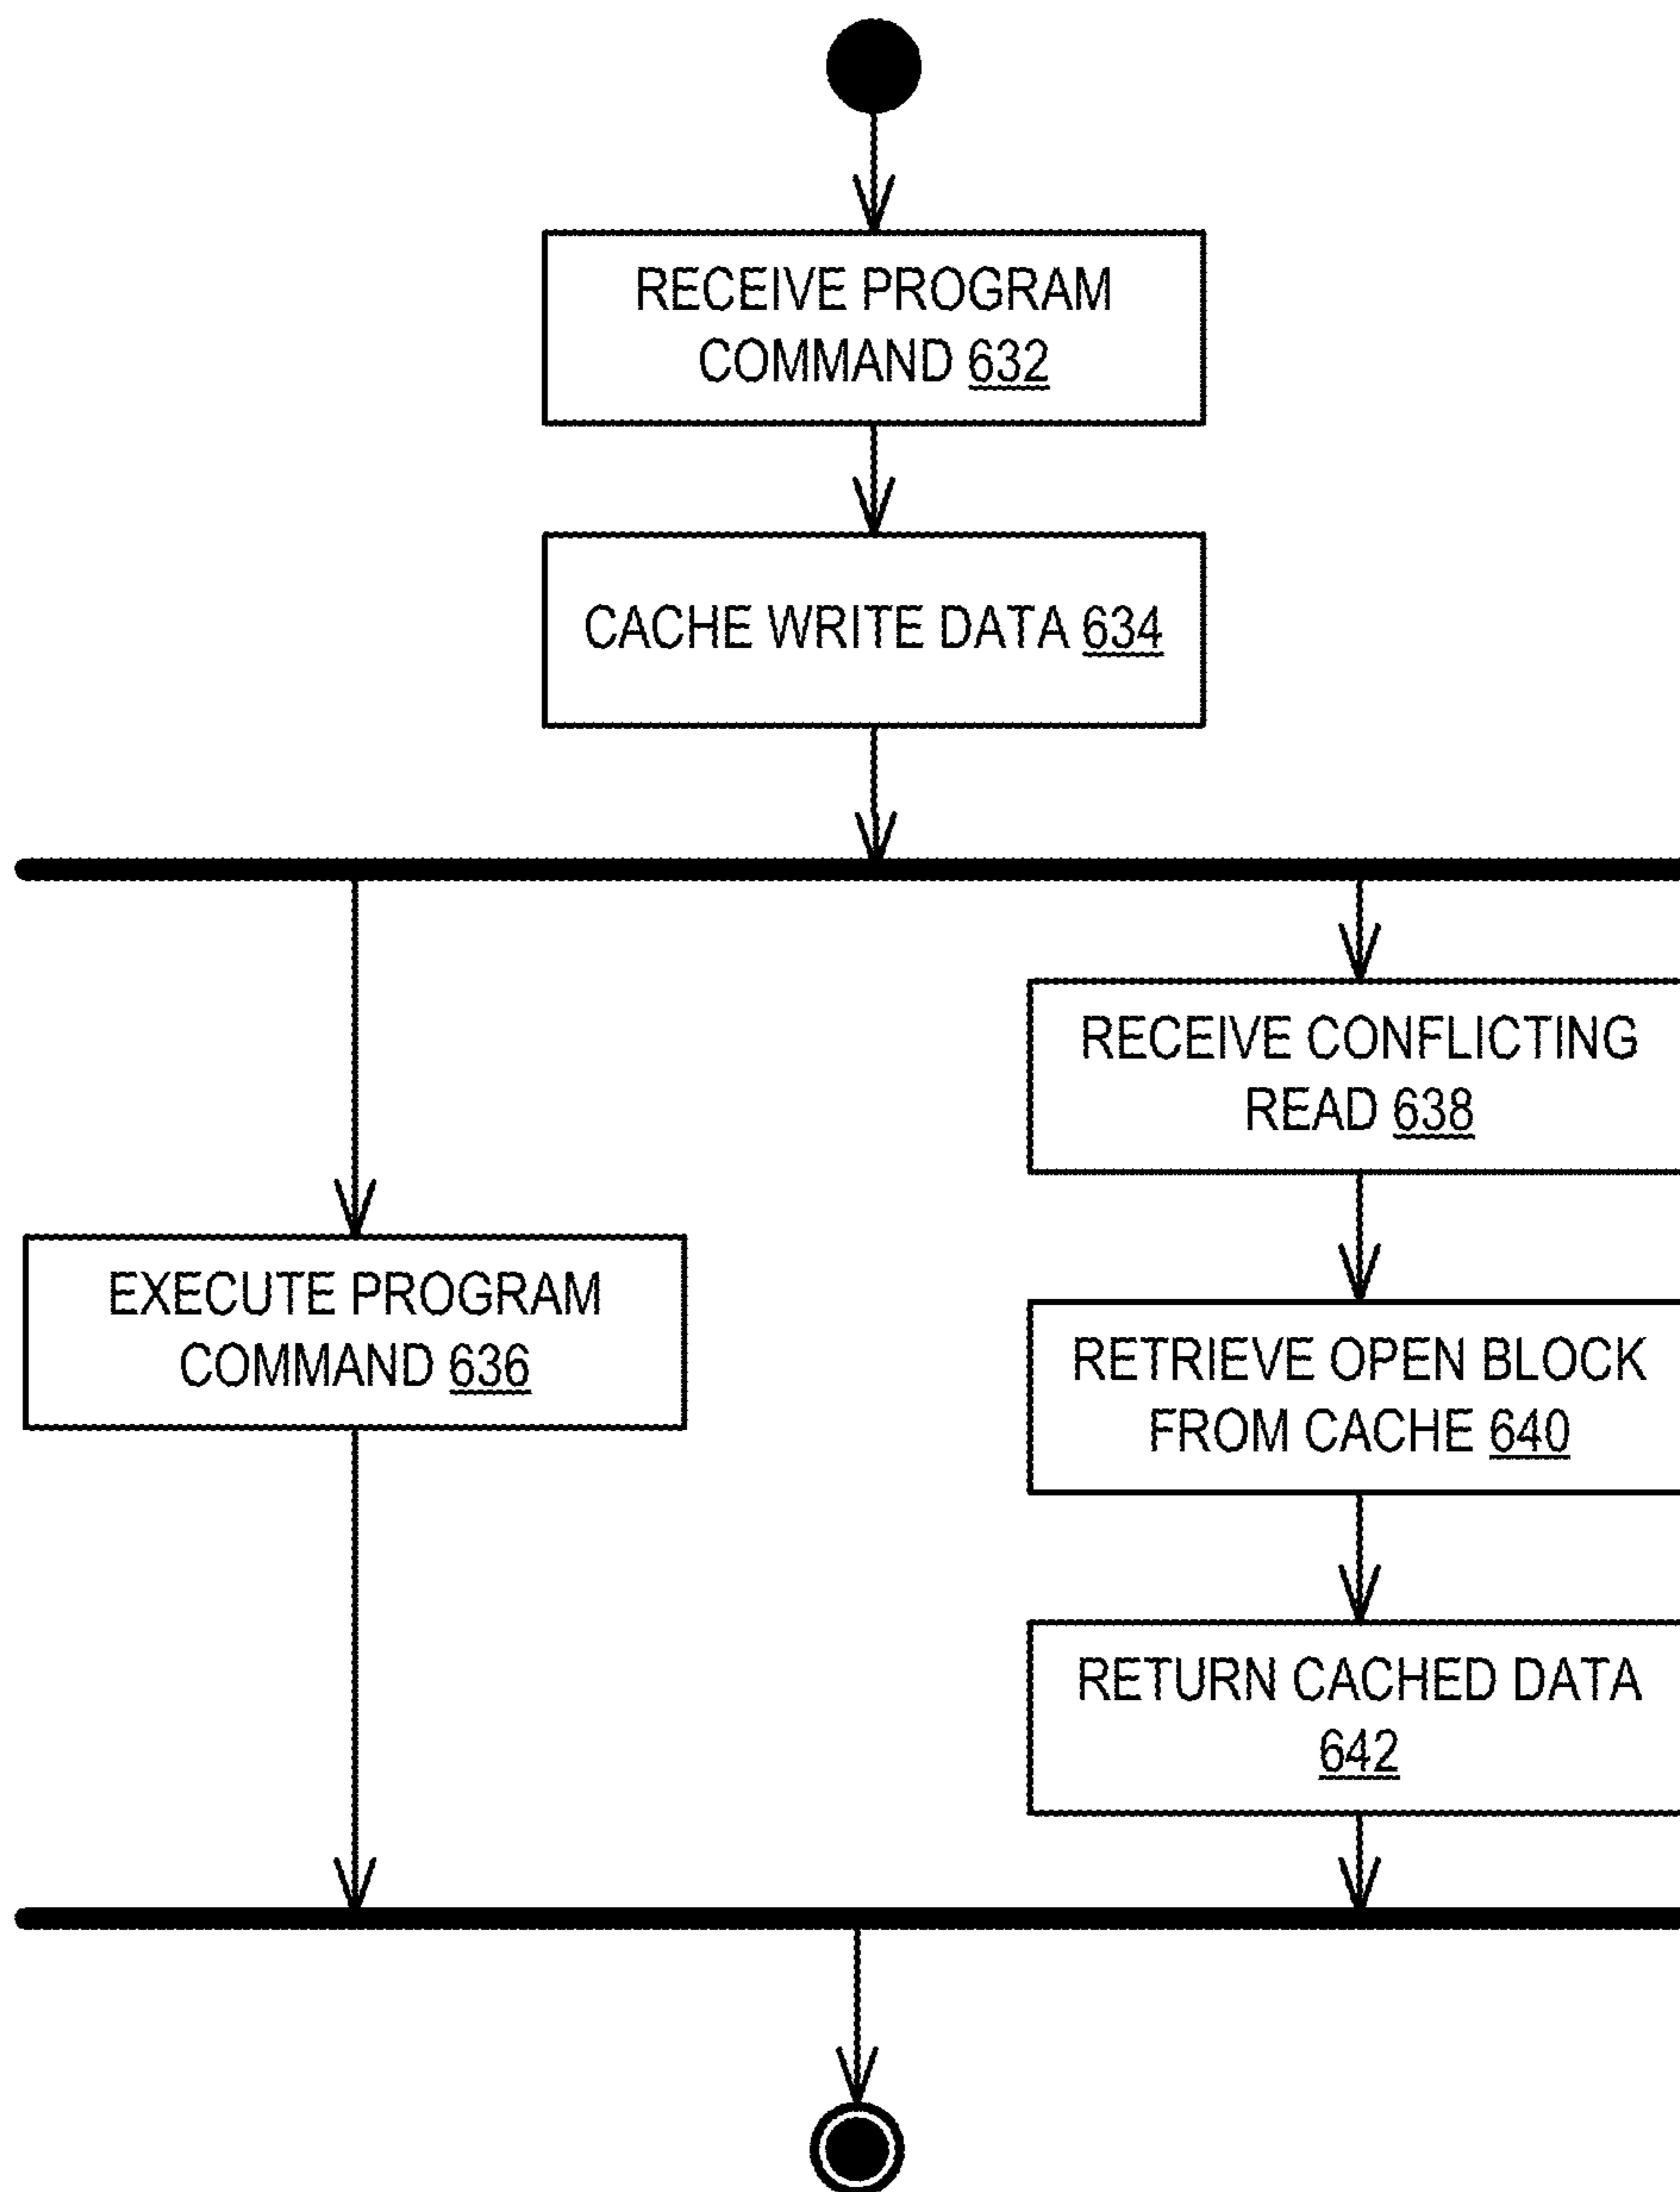 RECEIVE PROGRAM
COMMAND 632
CACHE WRITE DATA 634
EXECUTE PROGRAM
COMMAND 636
RECEIVE CONFLICTING
READ 638
RETRIEVE OPEN BLOCK
FROM CACHE 640
RETURN CACHED DATA
642